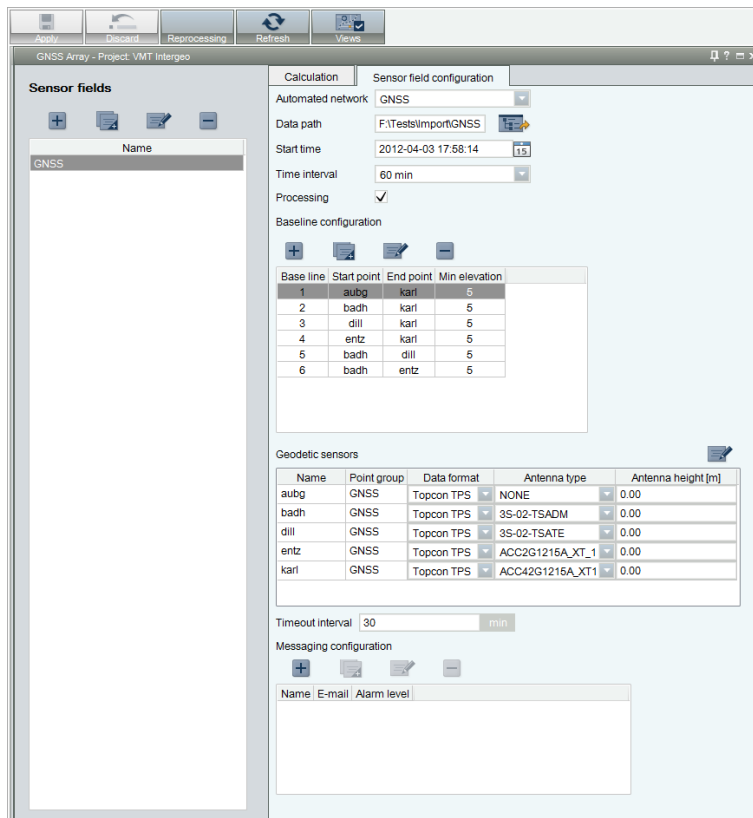 Apply Discard Reprocessing Refresh Views
GNSS Array - Project: VMT Intergeo ?
Sensor fields
Name
GNSS
Calculation Sensor field configuration
Automated network GNSS
Data path F:\Tests\Import\GNSS
Start time 2012-04-03 17:58:14 15
Time interval 60 min
Processing
Baseline configuration
Base line Start point End point Min elevation
1 aubg karl 5
2 badh karl 5
3 dill karl 5
4 entz karl 5
5 badh dill 5
6 badh entz 5
Geodetic sensors
Name Point group Data format Antenna type Antenna height [m]
aubg GNSS Topcon TPS NONE 0.00
badh GNSS Topcon TPS 3S-02-TSADM 0.00
dill GNSS Topcon TPS 3S-02-TSATE 0.00
entz GNSS Topcon TPS ACC2G1215A_XT_1 0.00
karl GNSS Topcon TPS ACC42G1215A_XT1 0.00
Timeout interval 30 min
Messaging configuration
Name E-mail Alarm level